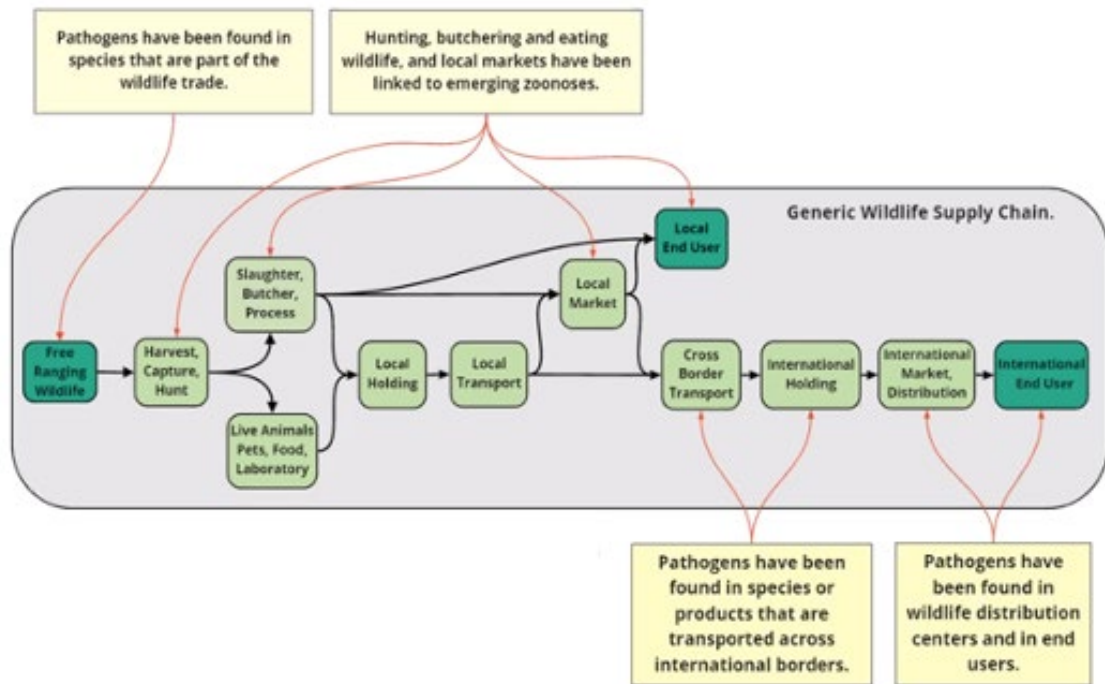 Pathogens have been found in
species that are part of the
wildlife trade.
Hunting, butchering and eating
wildlife, and local markets have been
linked to emerging zoonoses.
Generic Wildlife Supply Chain.
Local
End User
Slaughter,
Butcher,
Process
Local
Market
Free
Ranging
Wildlife
Harvest,
Capture,
Hunt
Local
Holding
Local
Transport
Cross
Border
Transport
International
Holding
International
Market,
Distribution
International
End User
Live Animals
Pets, Food,
Laboratory
Pathogens have been
found in species or
products that are
transported across
international borders.
Pathogens have
been found in
wildlife distribution
centers and in end
users.